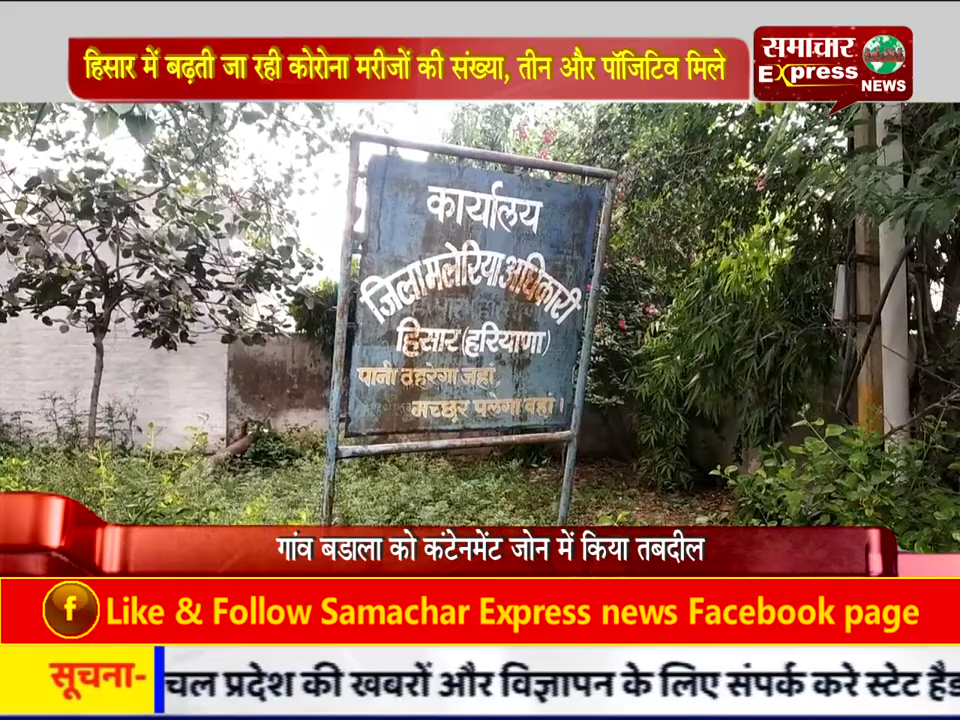 हिसार में बढ़ती जा रही कोरोना मरीजों की संख्या, तीन और पॉजिटिव मिले
समाचार
Express
NEWS
कार्यालय
जिला मलेरिया अधिकारी
हिसार (हरियाणा)
पानी ठहरेगा जहां
मच्छर पलेगा वहां।
गांव बडाला को कंटेनमेंट जोन में किया तबदील
f Like & Follow Samachar Express news Facebook page
सूचना- चल प्रदेश की खबरों और विज्ञापन के लिए संपर्क करे स्टेट हैड